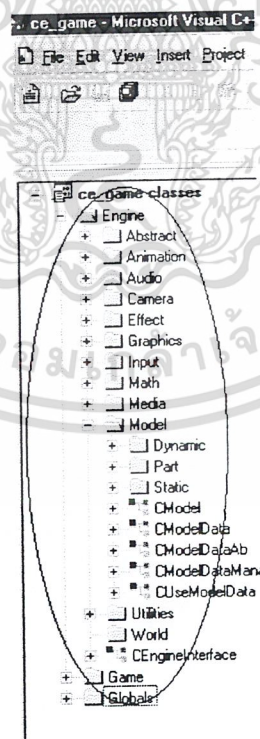 ce_game - Microsoft Visual C+
File Edit View Insert Project
ce_game classes
Engine
Abstract
Animation
Audio
Camera
Effect
Graphics
Input
Math
Media
Model
Dynamic
Part
Static
CModel
CModelData
CModelDataAb
CModelDataMana
CUseModelData
Utilities
World
CEngineInterface
Game
Globals